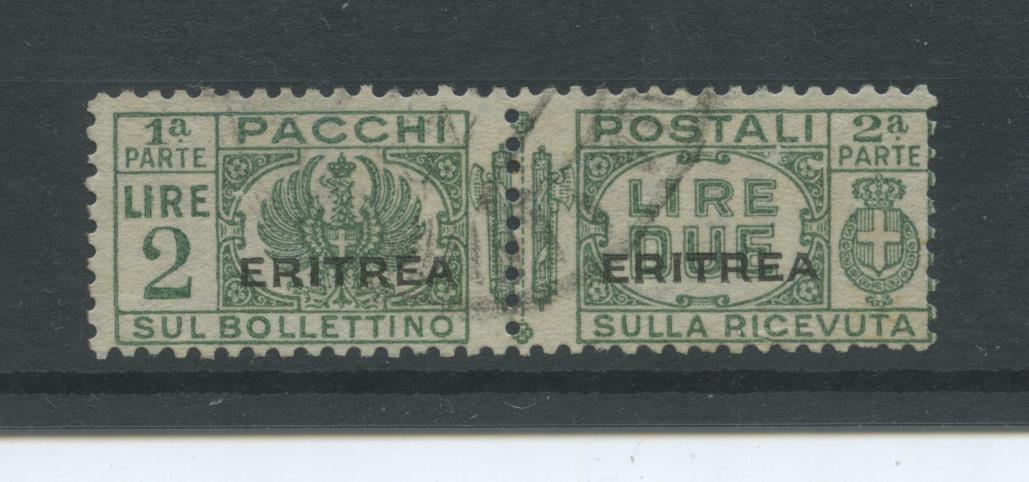 1a PARTE
PACCHI
LIRE
2
ERITREA
SUL BOLLETTINO
POSTALI
2a PARTE
LIRE
DUE
ERITREA
SULLA RICEVUTA